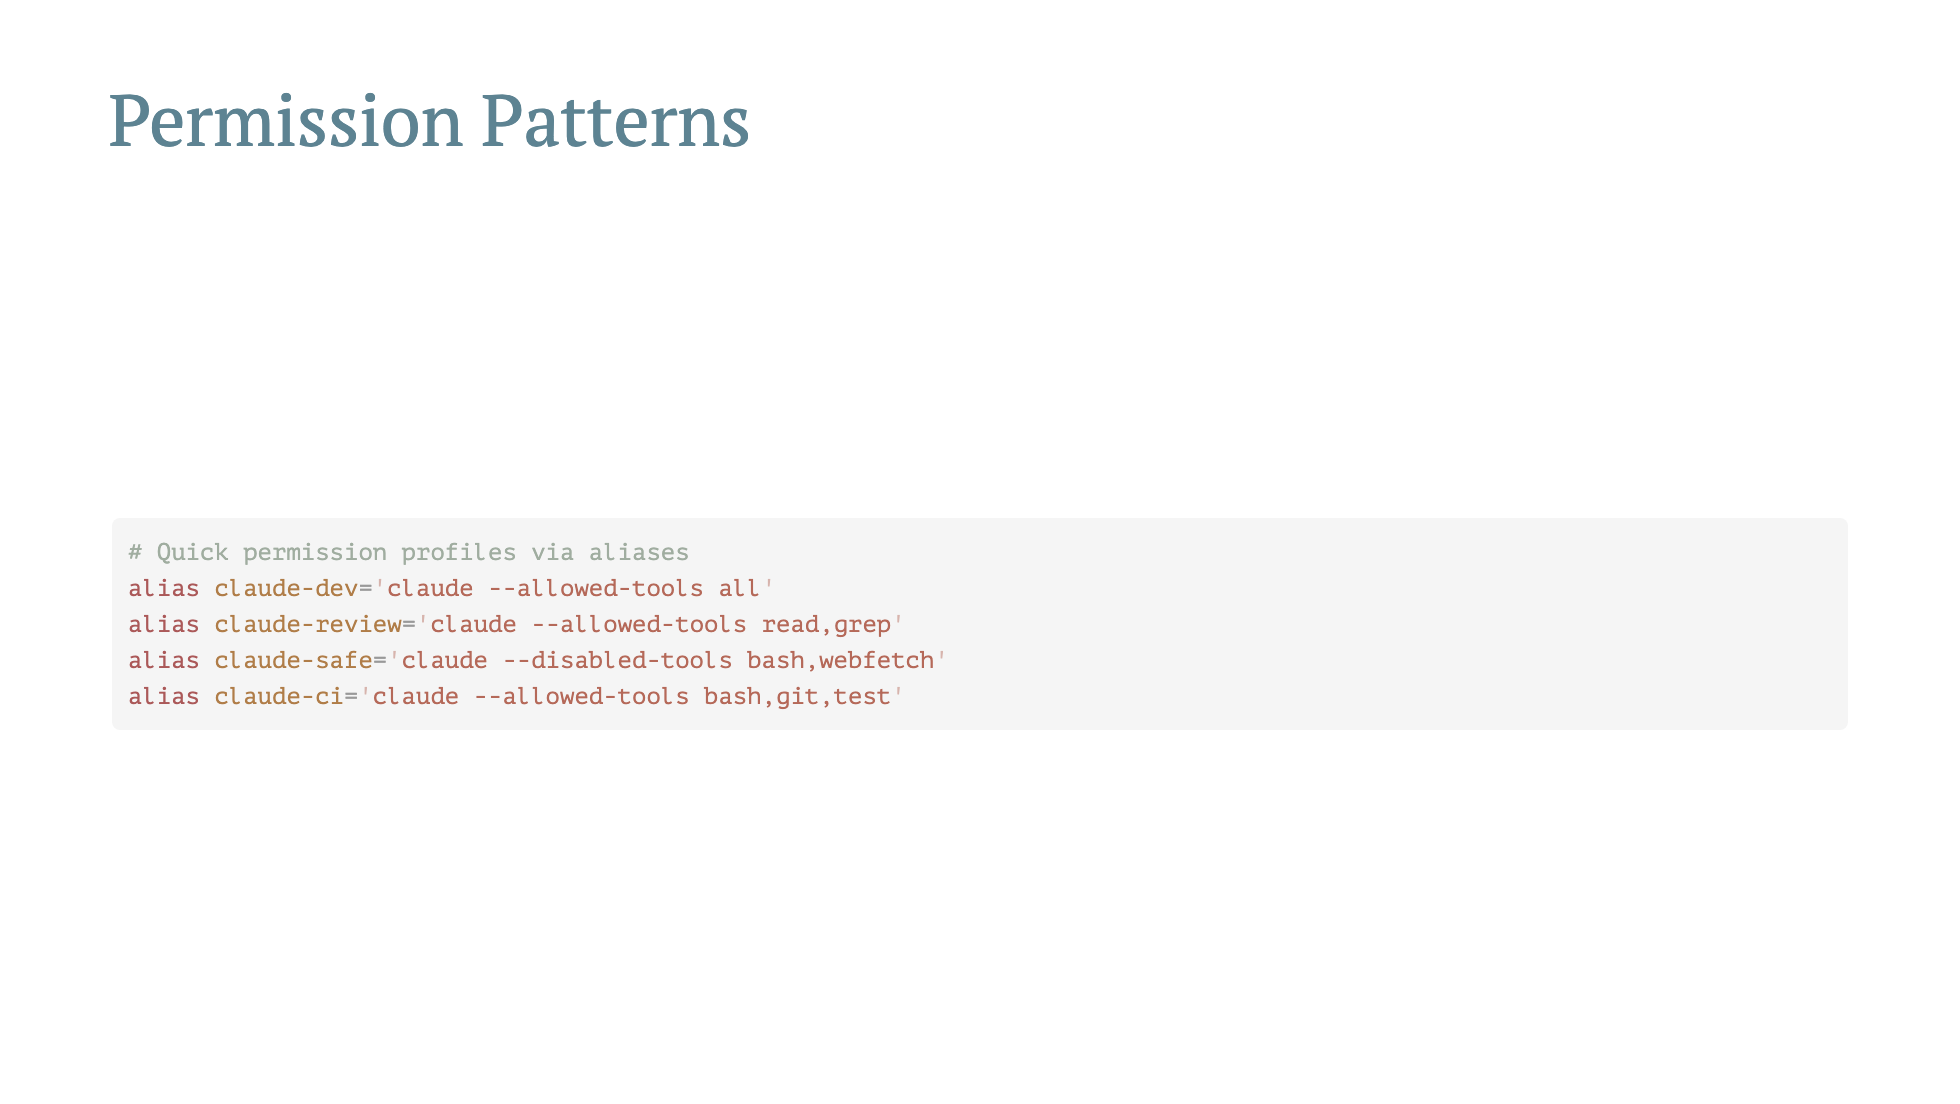 Permission Patterns
# Quick permission profiles via aliases
alias claude-dev='claude --allowed-tools all'
alias claude-review='claude --allowed-tools read,grep'
alias claude-safe='claude --disabled-tools bash,webfetch'
alias claude-ci='claude --allowed-tools bash,git,test'